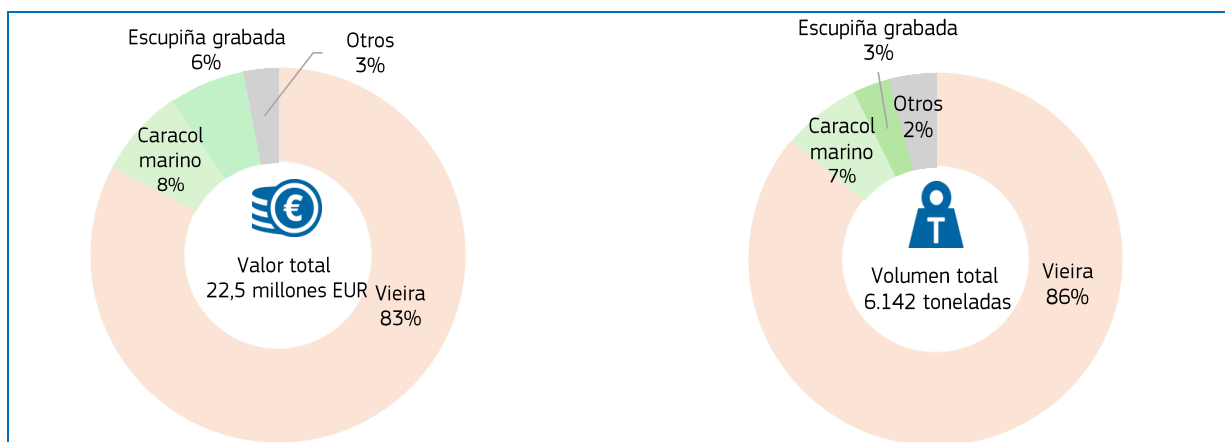 Escupiña grabada
6%
Otros
3%
Caracol
marino
8%
€
Valor total
22,5 millones EUR
Vieira
83%
Escupiña grabada
3%
Otros
2%
Caracol
marino
7%
T
Volumen total
6.142 toneladas
Vieira
86%